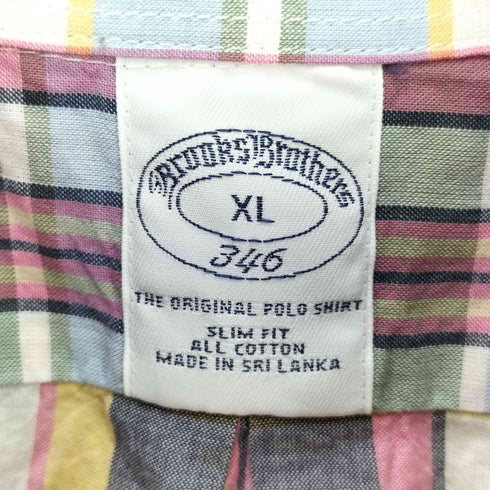 Brooks Brothers
XL
346
THE ORIGINAL POLO SHIRT
SLIM FIT
ALL COTTON
MADE IN SRI LANKA